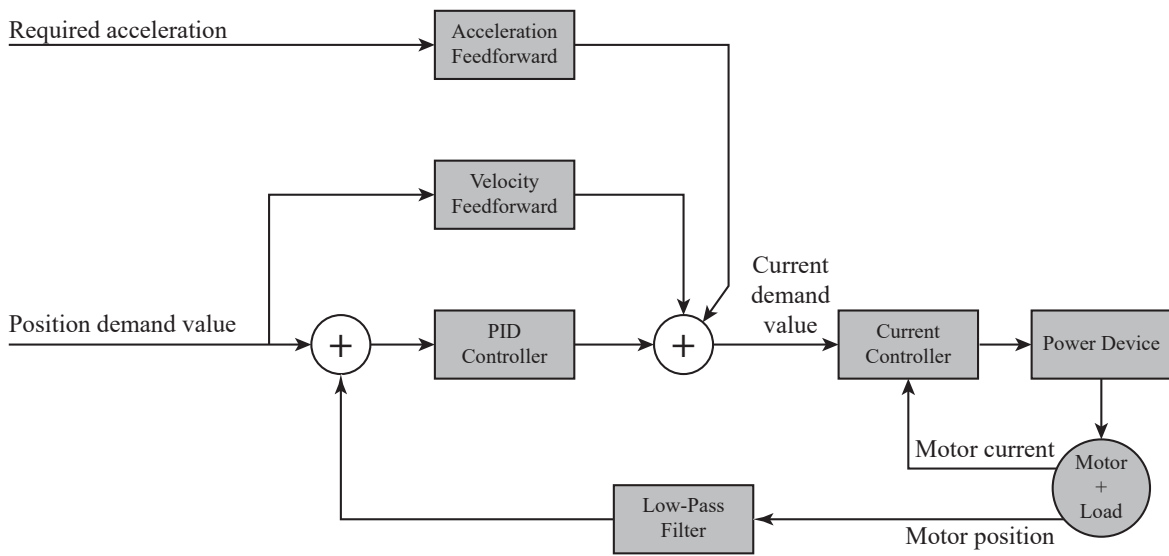 Required acceleration
Acceleration
Feedforward
Velocity
Feedforward
Position demand value
+
PID
Controller
+
Current
demand
value
Current
Controller
Power Device
Motor current
Motor
+
Load
Low-Pass
Filter
Motor position